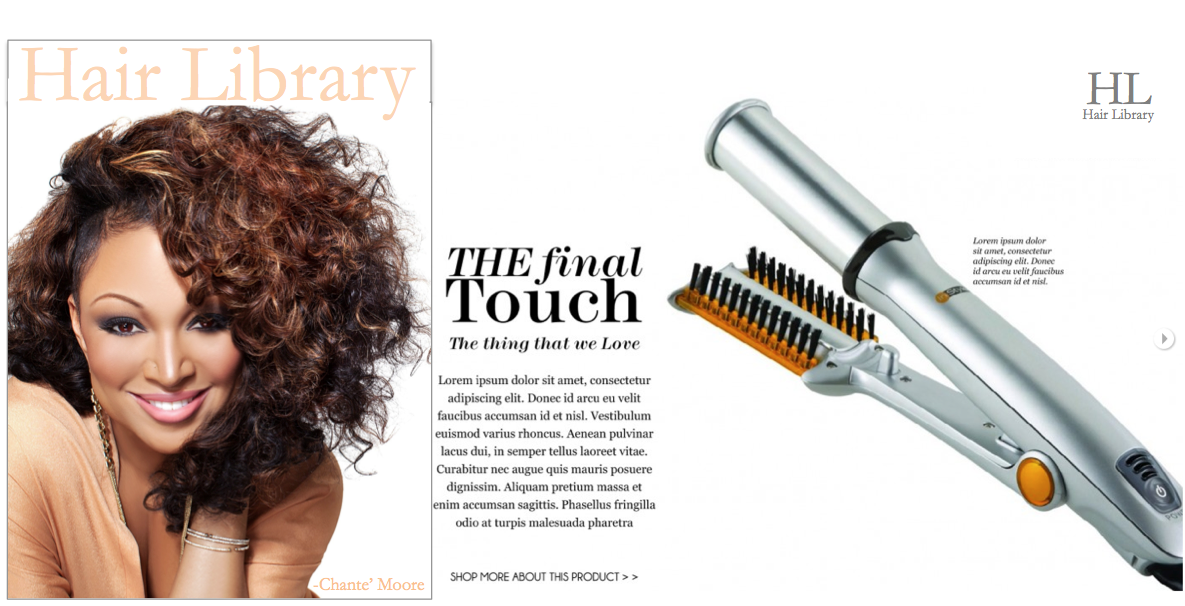 Hair Library
-Chante’ Moore
THE final
Touch
The thing that we Love
Lorem ipsum dolor sit amet, consectetur
adipiscing elit. Donec id arcu eu velit
faucibus accumsan id et nisl. Vestibulum
euismod varius rhoncus. Aenean pulvinar
lacus dui, in semper tellus laoreet vitae.
Curabitur nec augue quis mauris posuere
dignissim. Aliquam pretium massa et
enim accumsan sagittis. Phasellus fringilla
odio at turpis malesuada pharetra
SHOP MORE ABOUT THIS PRODUCT > >
HL
Hair Library
Lorem ipsum dolor
sit amet, consectetur
adipiscing elit. Donec
id arcu eu velit faucibus
accumsan id et nisl.